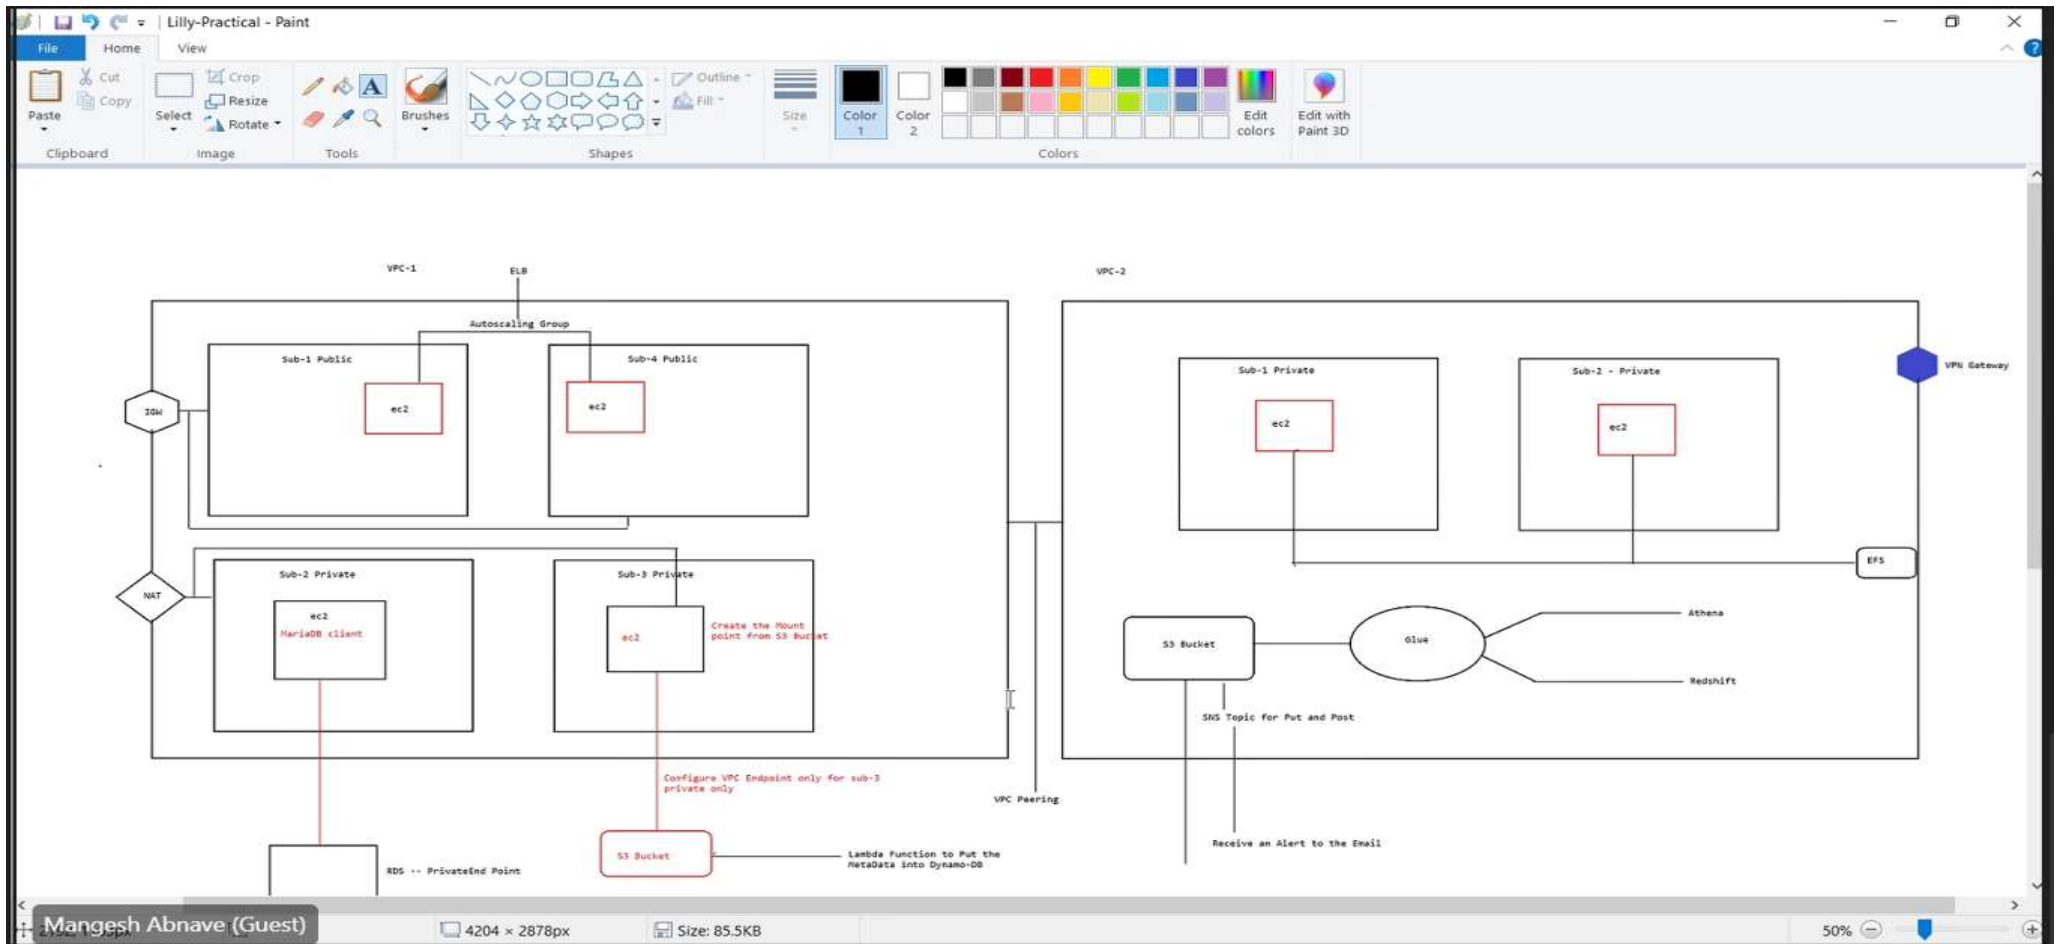 Lilly-Practical - Paint
File Home View
Paste
Cut
Copy
Clipboard
Select
Crop
Resize
Rotate
Image
Tools
Brushes
Shapes
Outline
Fill
Size
Color 1
Color 2
Colors
Edit colors
Edit with Paint 3D
VPC-1
ELB
Autoscaling Group
Sub-1 Public
ec2
Sub-4 Public
ec2
IGW
NAT
Sub-2 Private
ec2
MariaDB client
Sub-3 Private
ec2
Create the Mount
point from S3 Bucket
Configure VPC Endpoint only for sub-3
private only
S3 Bucket
Lambda Function to Put the
MetaData into Dynamo-DB
RDS -- PrivateEnd Point
VPC Peering
VPC-2
Sub-1 Private
ec2
Sub-2 - Private
ec2
VPN Gateway
EFS
S3 Bucket
Glue
Athena
Redshift
SNS Topic for Put and Post
Receive an Alert to the Email
Mangesh Abnave (Guest)
4204 × 2878px
Size: 85.5KB
50%